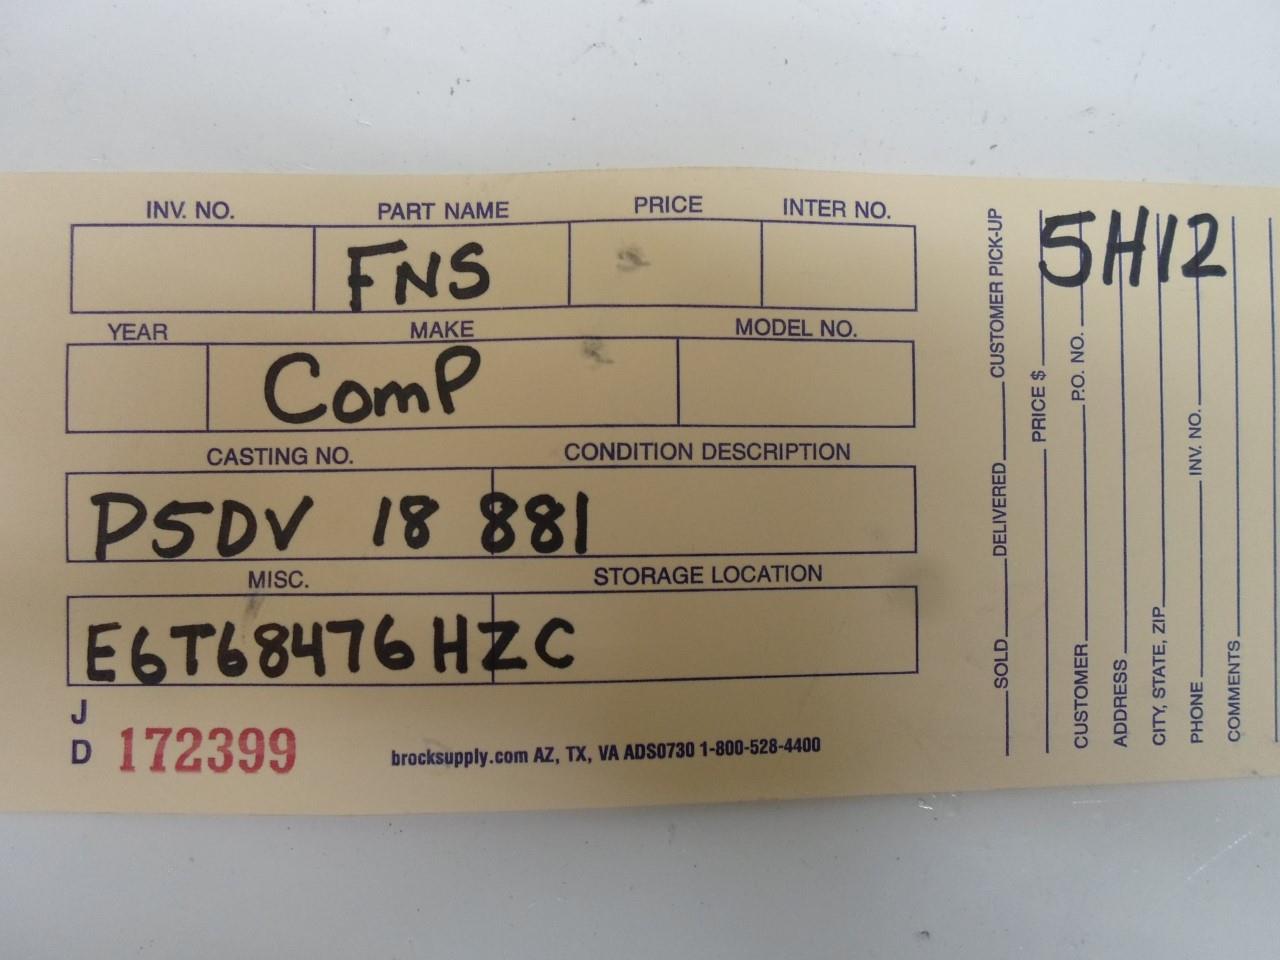 INV. NO. PART NAME PRICE INTER NO.
FNS
YEAR MAKE MODEL NO.
ComP
CASTING NO. CONDITION DESCRIPTION
P5DV 18 881
MISC. STORAGE LOCATION
E6T68476HZC
J
D 172399
brocksupply.com AZ, TX, VA ADS0730 1-800-528-4400
5H12
SOLD DELIVERED CUSTOMER PICK-UP
PRICE $
CUSTOMER P.O. NO.
ADDRESS
CITY, STATE, ZIP
PHONE INV. NO.
COMMENTS